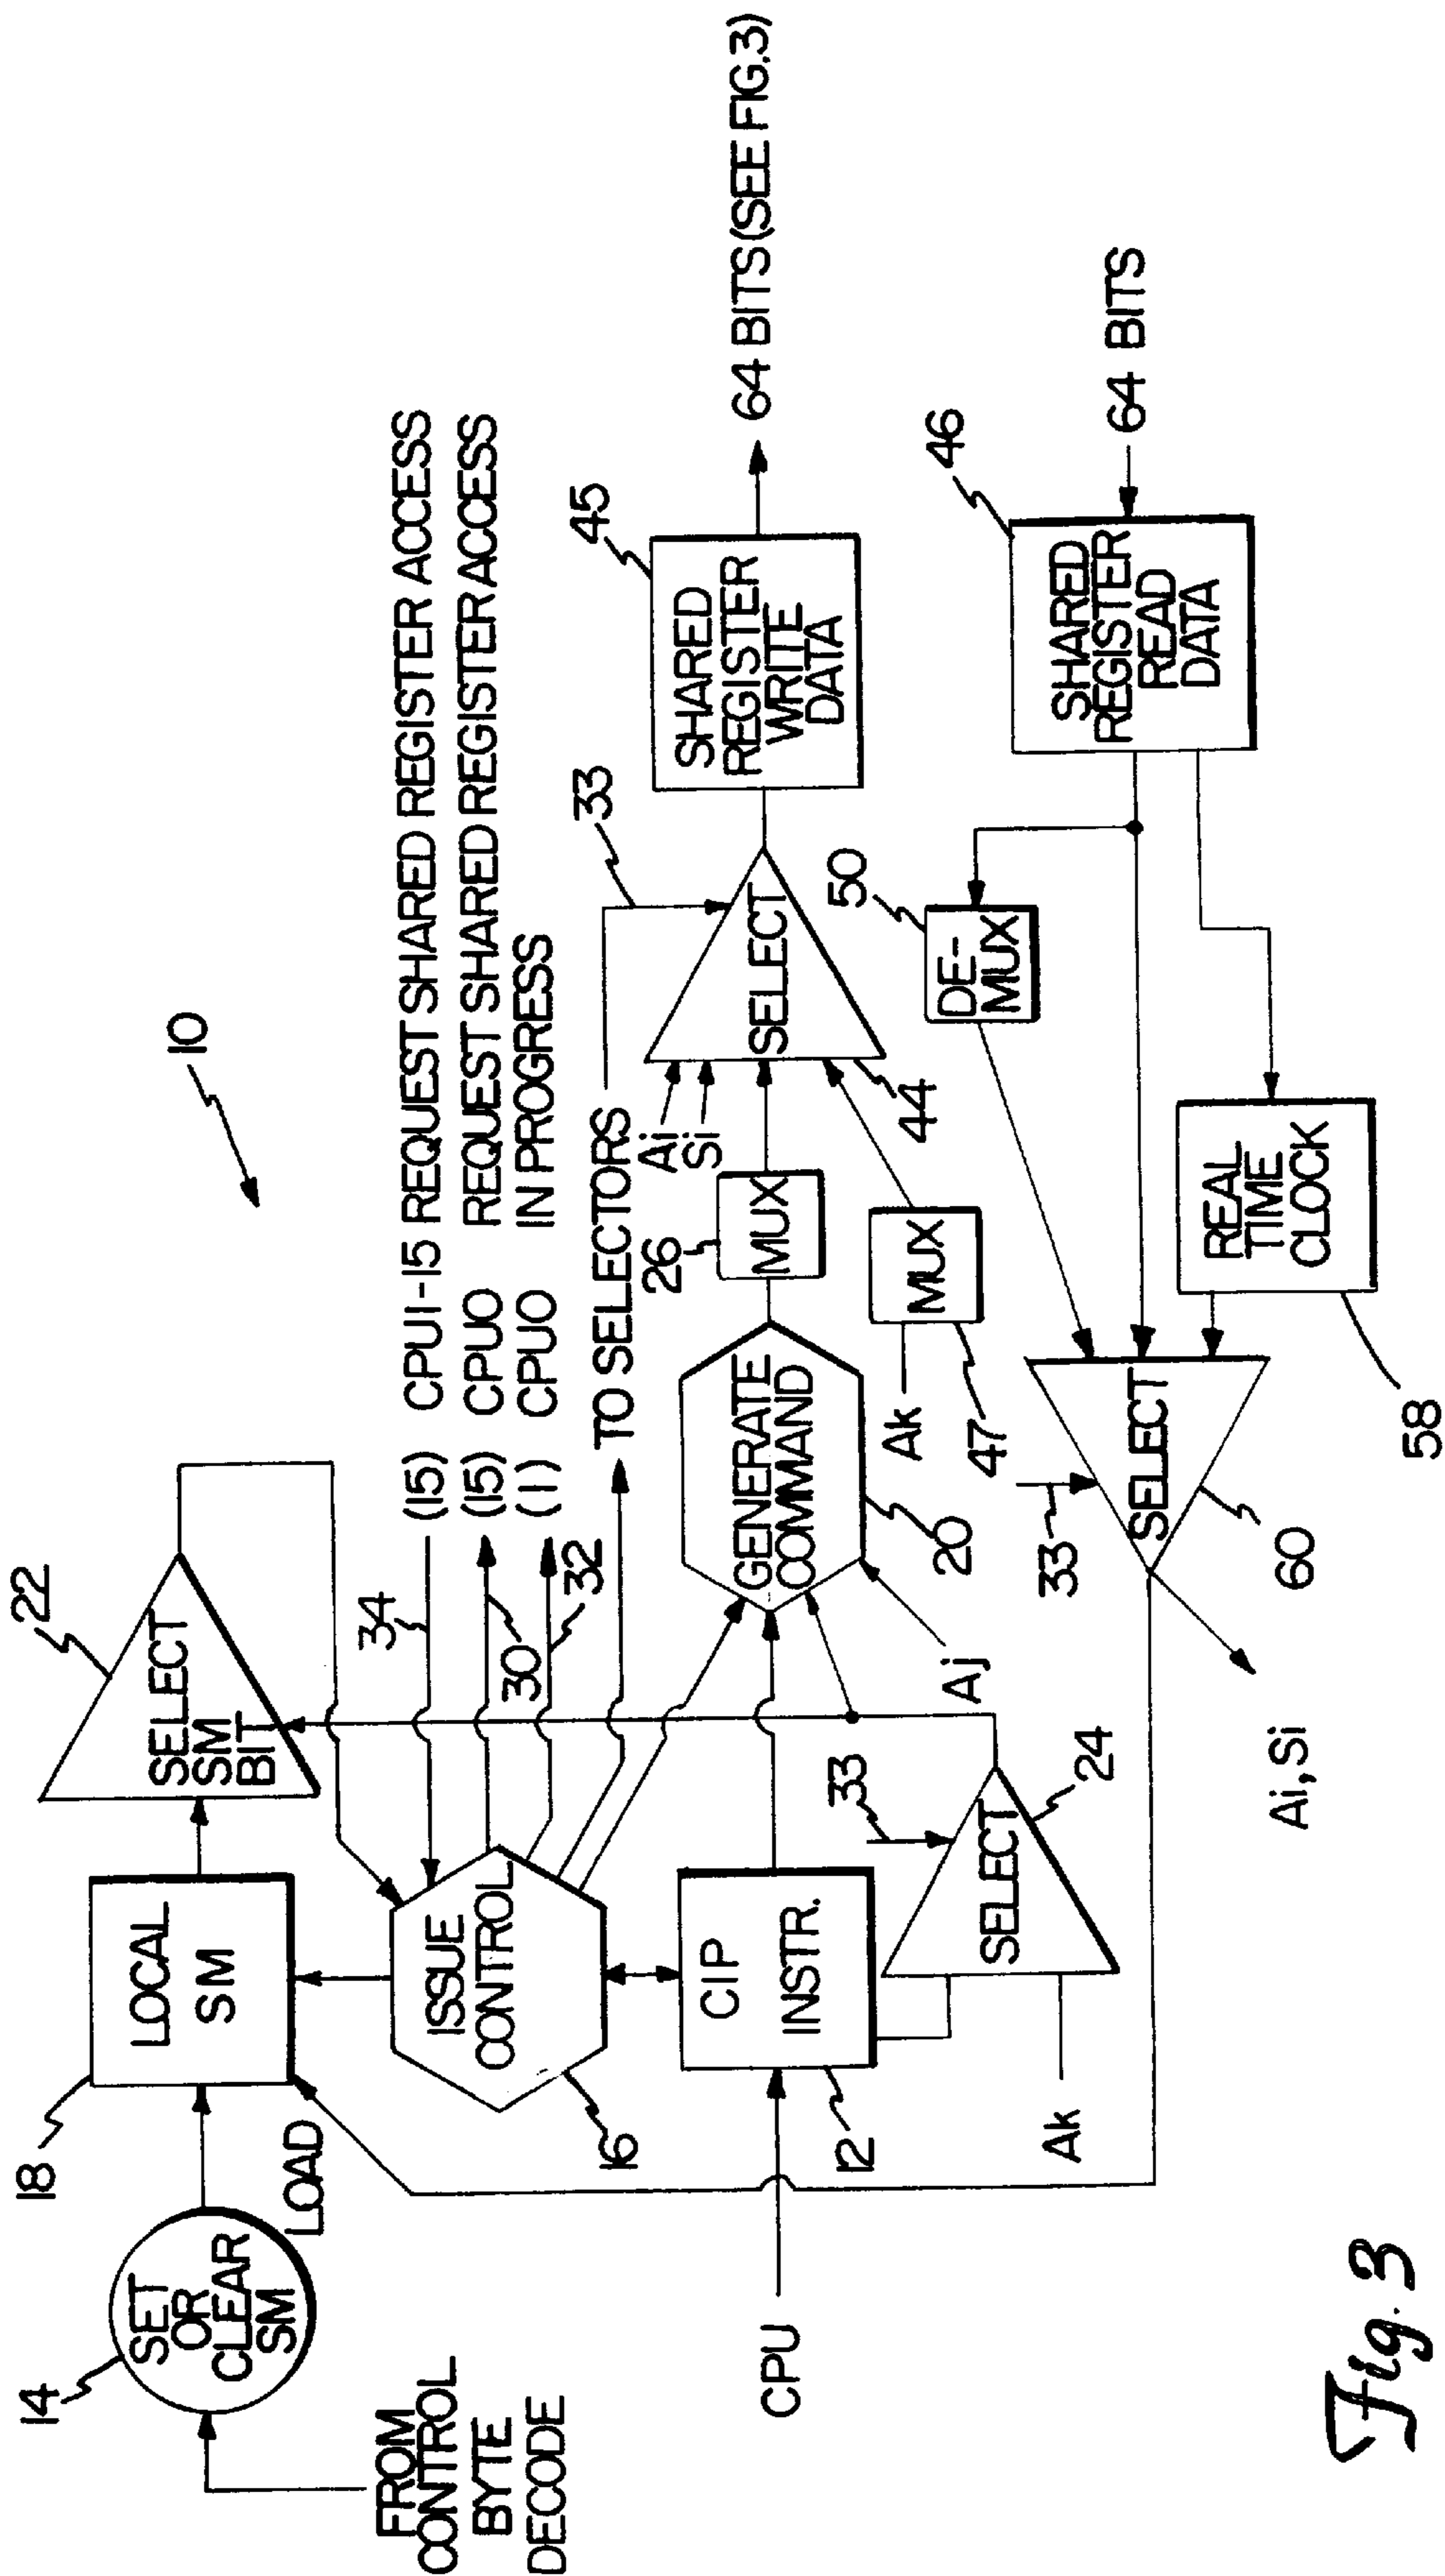 10
22
SELECT
SM
BIT
18
LOCAL
SM
14
SET
OR
CLEAR
SM
LOAD
FROM
CONTROL
BYTE
DECODE
34
(15) CPU1-15 REQUEST SHARED REGISTER ACCESS
30
(15) CPU0 REQUEST SHARED REGISTER ACCESS
32
(1) CPU0 IN PROGRESS
TO SELECTORS
33
ISSUE
CONTROL
16
CIP
INSTR.
12
CPU
33
SELECT
24
Ak
Aj
GENERATE
COMMAND
20
26
MUX
Ak
MUX
47
Ai
Si
SELECT
44
45
SHARED
REGISTER
WRITE
DATA
64 BITS (SEE FIG.3)
46
SHARED
REGISTER
READ
DATA
64 BITS
50
DE-
MUX
REAL
TIME
CLOCK
58
33
SELECT
60
Ai,Si
Fig. 3